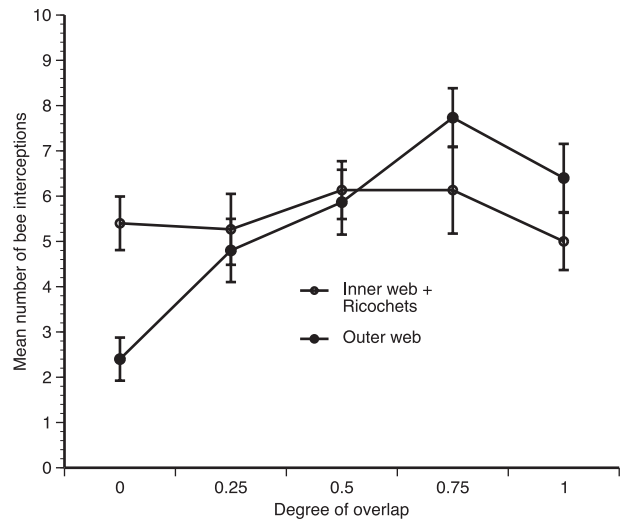 10
9
8
7
6
5
4
3
2
1
0
Mean number of bee interceptions
Inner web +
Ricochets
Outer web
0 0.25 0.5 0.75 1
Degree of overlap